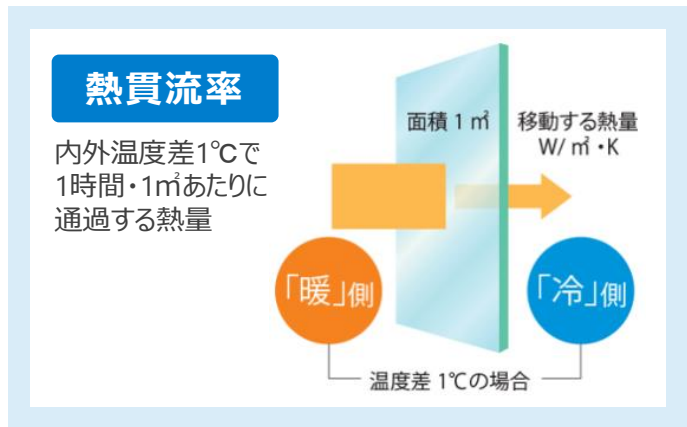 熱貫流率
内外温度差1℃で
1時間・1㎡あたりに
通過する熱量
面積 1 ㎡
移動する熱量
W/ ㎡・K
「暖」側
「冷」側
温度差 1℃の場合